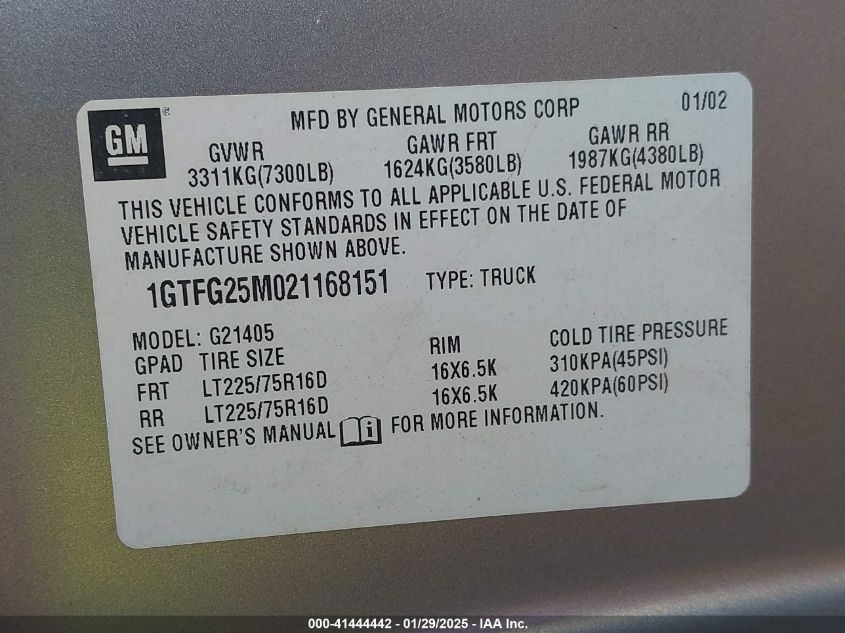 GM
®
MFD BY GENERAL MOTORS CORP 01/02
GVWR GAWR FRT GAWR RR
3311KG(7300LB) 1624KG(3580LB) 1987KG(4380LB)
THIS VEHICLE CONFORMS TO ALL APPLICABLE U.S. FEDERAL MOTOR
VEHICLE SAFETY STANDARDS IN EFFECT ON THE DATE OF
MANUFACTURE SHOWN ABOVE.
1GTFG25M021168151 TYPE: TRUCK
MODEL: G21405
GPAD TIRE SIZE RIM COLD TIRE PRESSURE
FRT LT225/75R16D 16X6.5K 310KPA(45PSI)
RR LT225/75R16D 16X6.5K 420KPA(60PSI)
SEE OWNER'S MANUAL i FOR MORE INFORMATION.
000-41444442 - 01/29/2025 - IAA Inc.